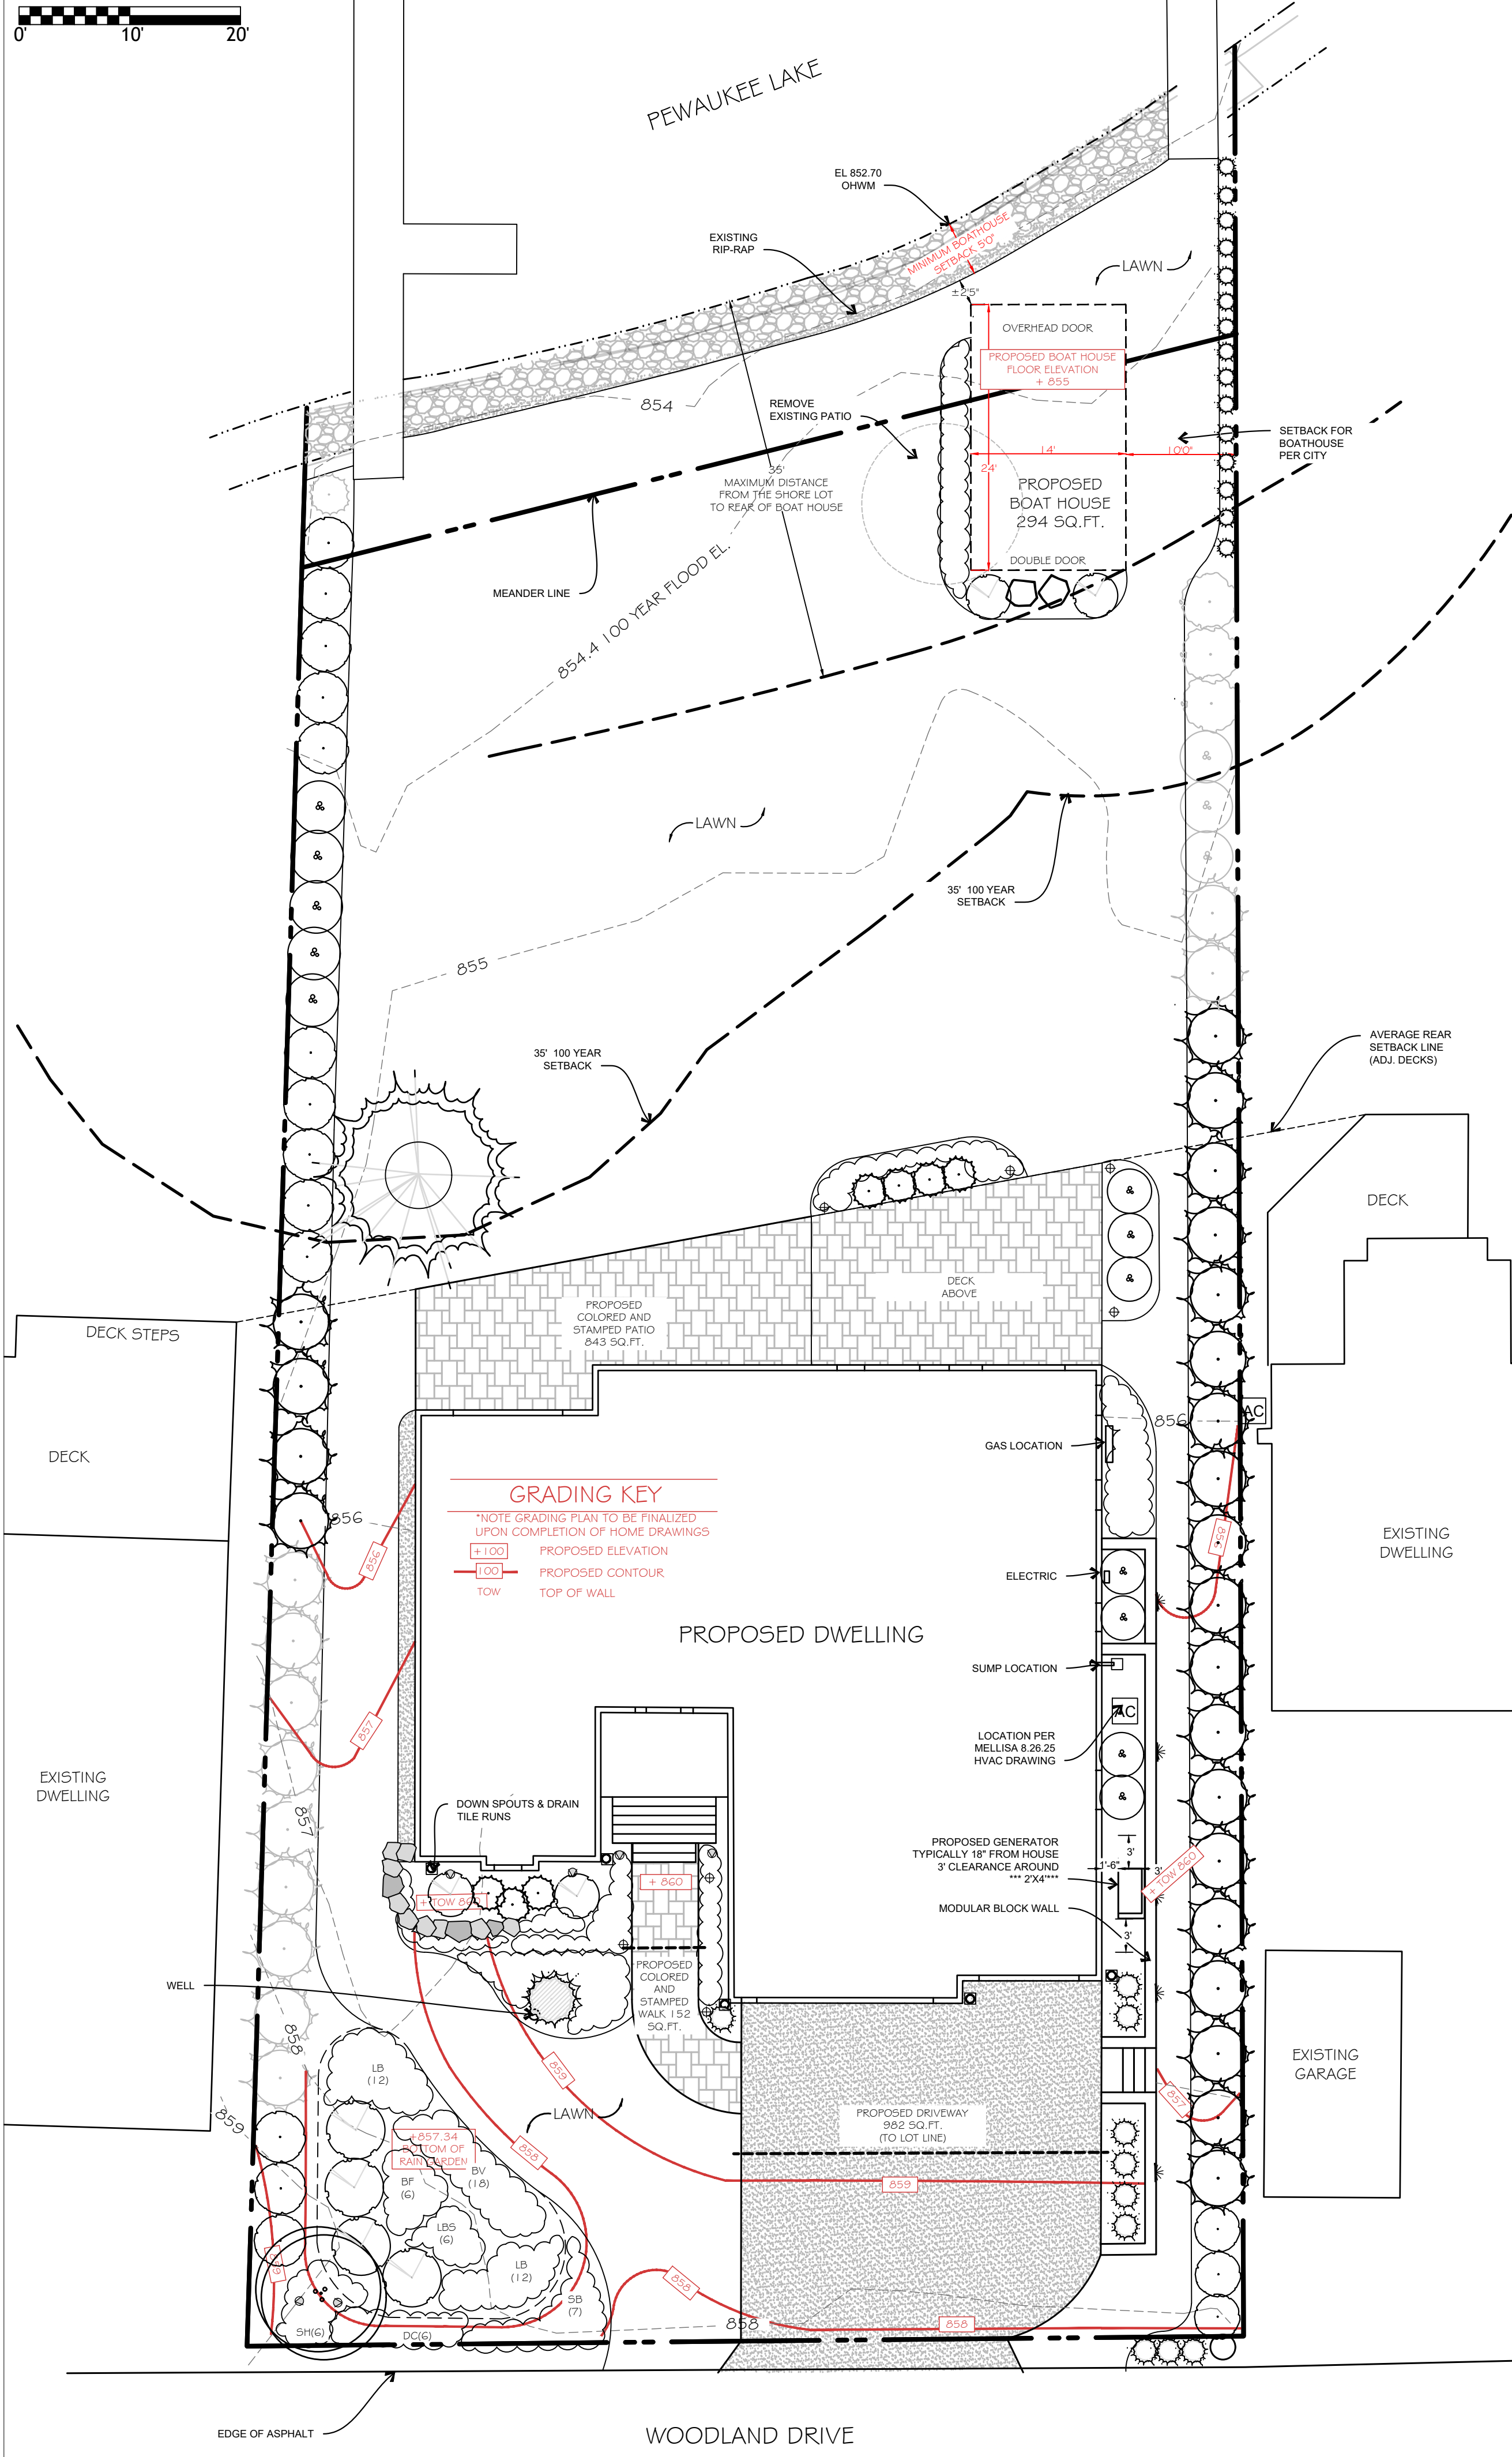 0'
10'
20'
PEWAUKEE LAKE
EL 852.70
OHWM
EXISTING
RIP-RAP
MINIMUM BOATHOUSE
SETBACK 5'0"
LAWN
±2'5"
OVERHEAD DOOR
PROPOSED BOAT HOUSE
FLOOR ELEVATION
+ 855
854
REMOVE
EXISTING PATIO
SETBACK FOR
BOATHOUSE
PER CITY
14'
10'0"
24'
35'
MAXIMUM DISTANCE
FROM THE SHORE LOT
TO REAR OF BOAT HOUSE
PROPOSED
BOAT HOUSE
294 SQ.FT.
DOUBLE DOOR
MEANDER LINE
854.4 100 YEAR FLOOD EL.
LAWN
35' 100 YEAR
SETBACK
855
35' 100 YEAR
SETBACK
AVERAGE REAR
SETBACK LINE
(ADJ. DECKS)
DECK
DECK
ABOVE
PROPOSED
COLORED AND
STAMPED PATIO
843 SQ.FT.
DECK STEPS
DECK
856
AC
GAS LOCATION
GRADING KEY
*NOTE GRADING PLAN TO BE FINALIZED
UPON COMPLETION OF HOME DRAWINGS
+100
PROPOSED ELEVATION
100
PROPOSED CONTOUR
TOW
TOP OF WALL
856
856
856
EXISTING
DWELLING
ELECTRIC
PROPOSED DWELLING
SUMP LOCATION
AC
857
LOCATION PER
MELLISA 8.26.25
HVAC DRAWING
EXISTING
DWELLING
857
DOWN SPOUTS & DRAIN
TILE RUNS
PROPOSED GENERATOR
TYPICALLY 18" FROM HOUSE
3' CLEARANCE AROUND
*** 2'X4'***
3'
1'-6"
3'
3'
+ TOW 860
+ TOW 860
+ 860
MODULAR BLOCK WALL
WELL
PROPOSED
COLORED
AND
STAMPED
WALK 152
SQ.FT.
858
859
LB
(12)
EXISTING
GARAGE
857
859
LAWN
PROPOSED DRIVEWAY
982 SQ.FT.
(TO LOT LINE)
+857.34
BOTTOM OF
RAIN GARDEN
858
BV
(18)
BF
(6)
859
LBS
(6)
LB
(12)
859
858
SB
(7)
858
858
SH(6)
DC(6)
EDGE OF ASPHALT
WOODLAND DRIVE